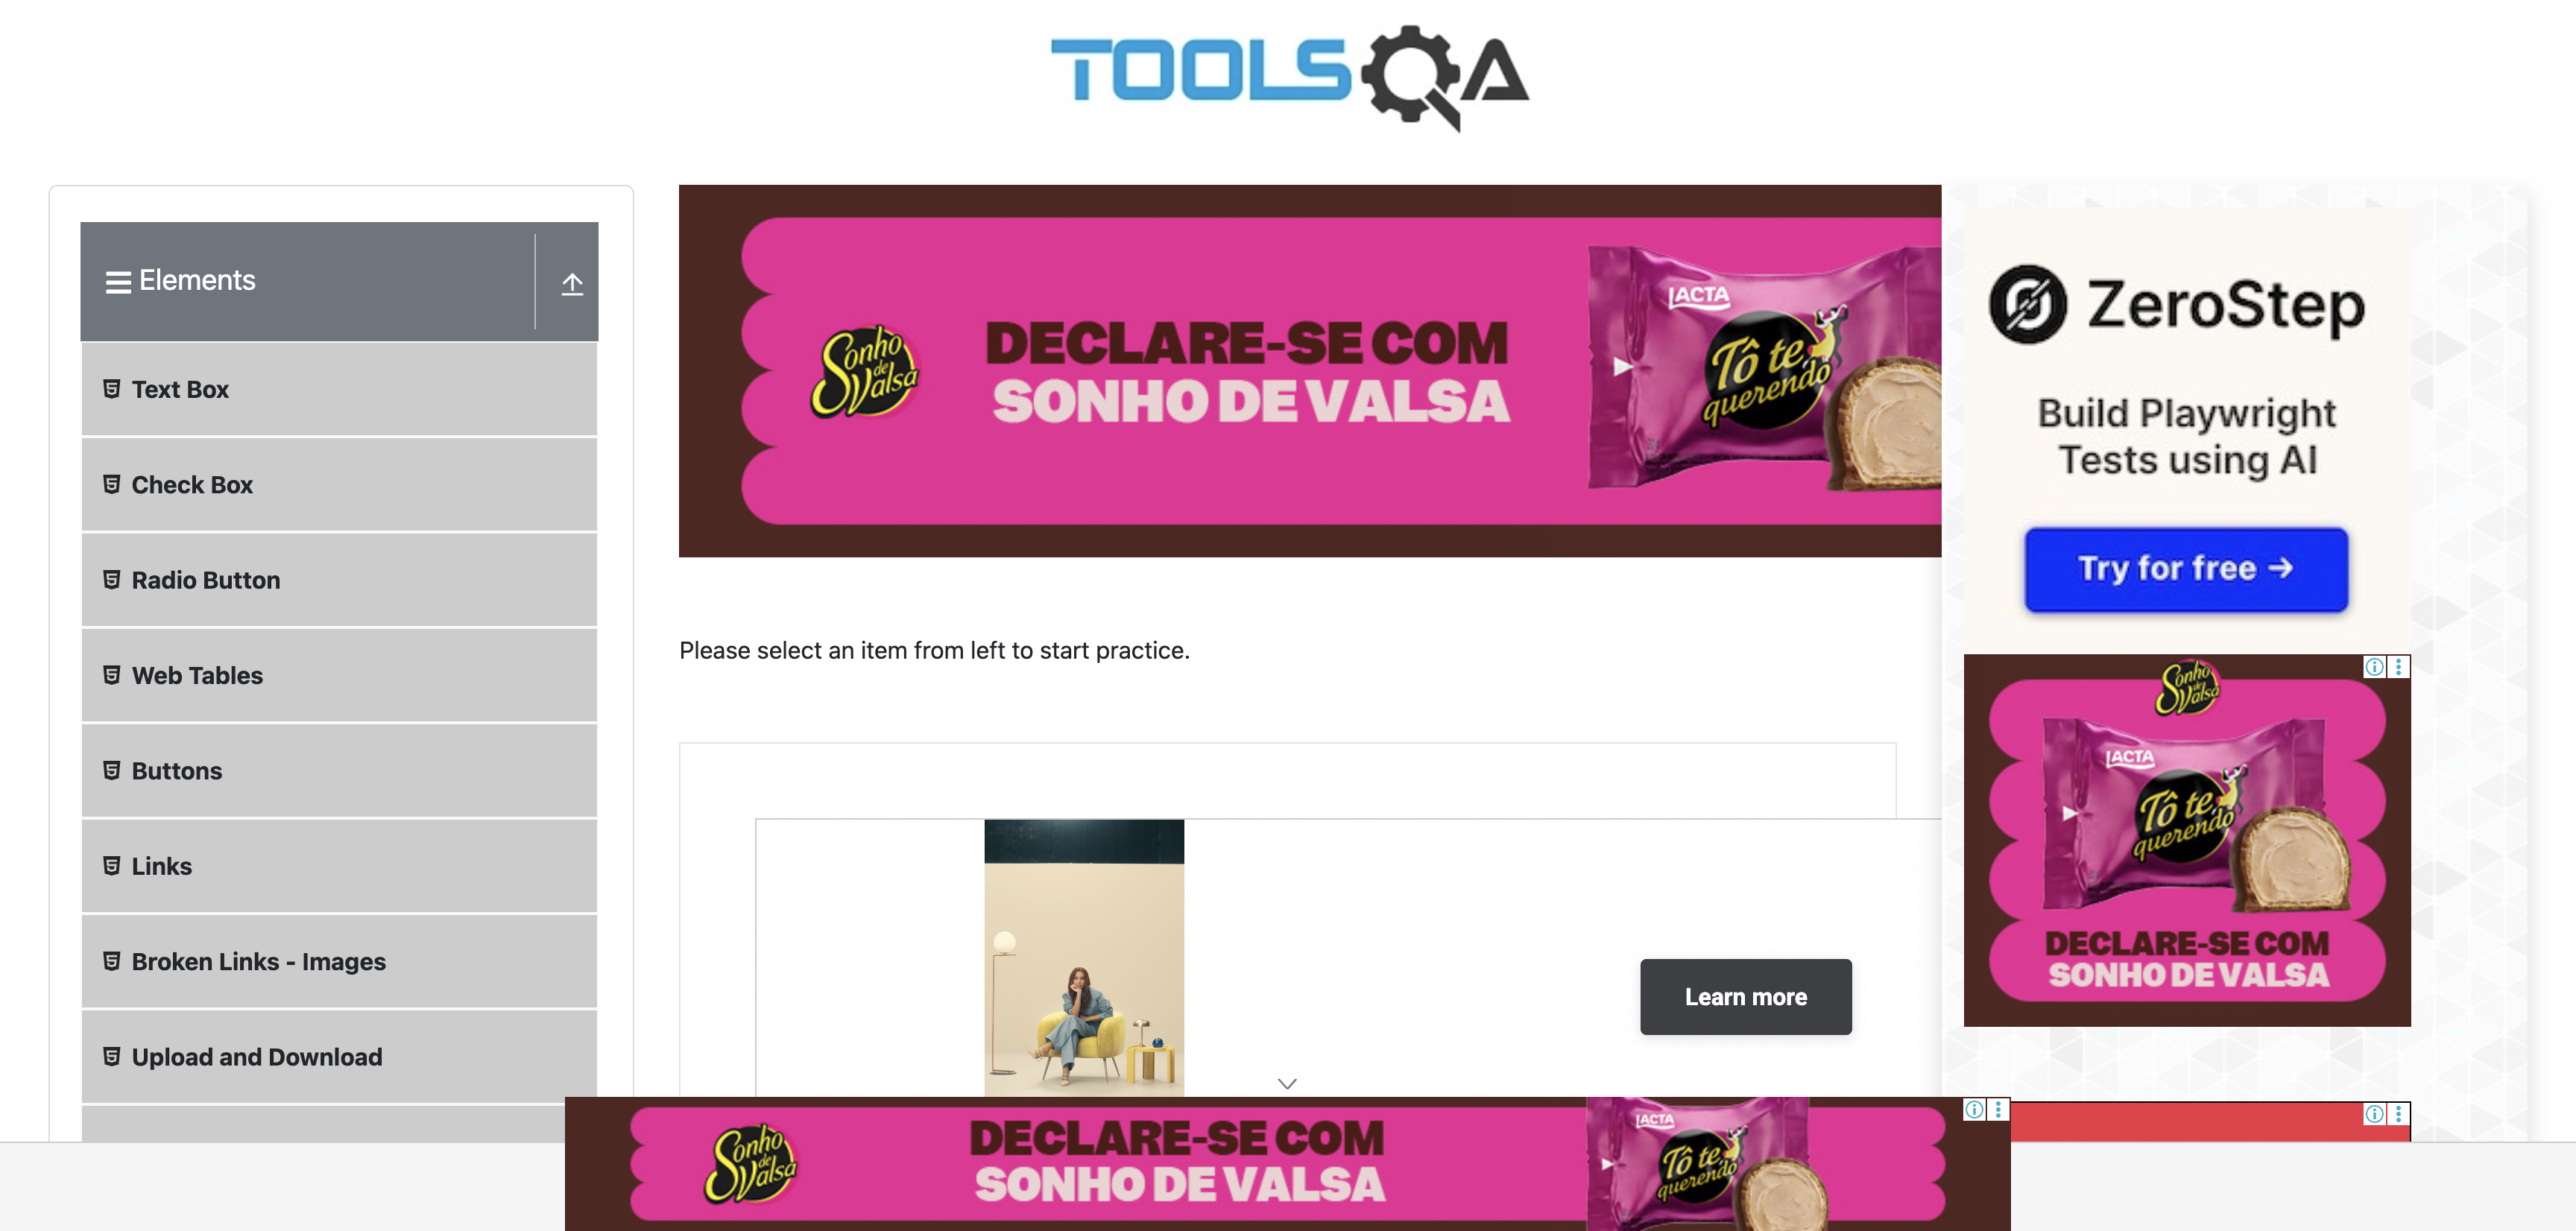 TOOLSQA
Elements
Text Box
Check Box
Radio Button
Web Tables
Buttons
Links
Broken Links - Images
Upload and Download
Sonho de Valsa
DECLARE-SE COM
SONHO DE VALSA
LACTA
Tô te
querendo
Please select an item from left to start practice.
Learn more
ZeroStep
Build Playwright
Tests using AI
Try for free →
Sonho de Valsa
LACTA
Tô te
querendo
DECLARE-SE COM
SONHO DE VALSA
Sonho de Valsa
DECLARE-SE COM
SONHO DE VALSA
LACTA
Tô te
querendo